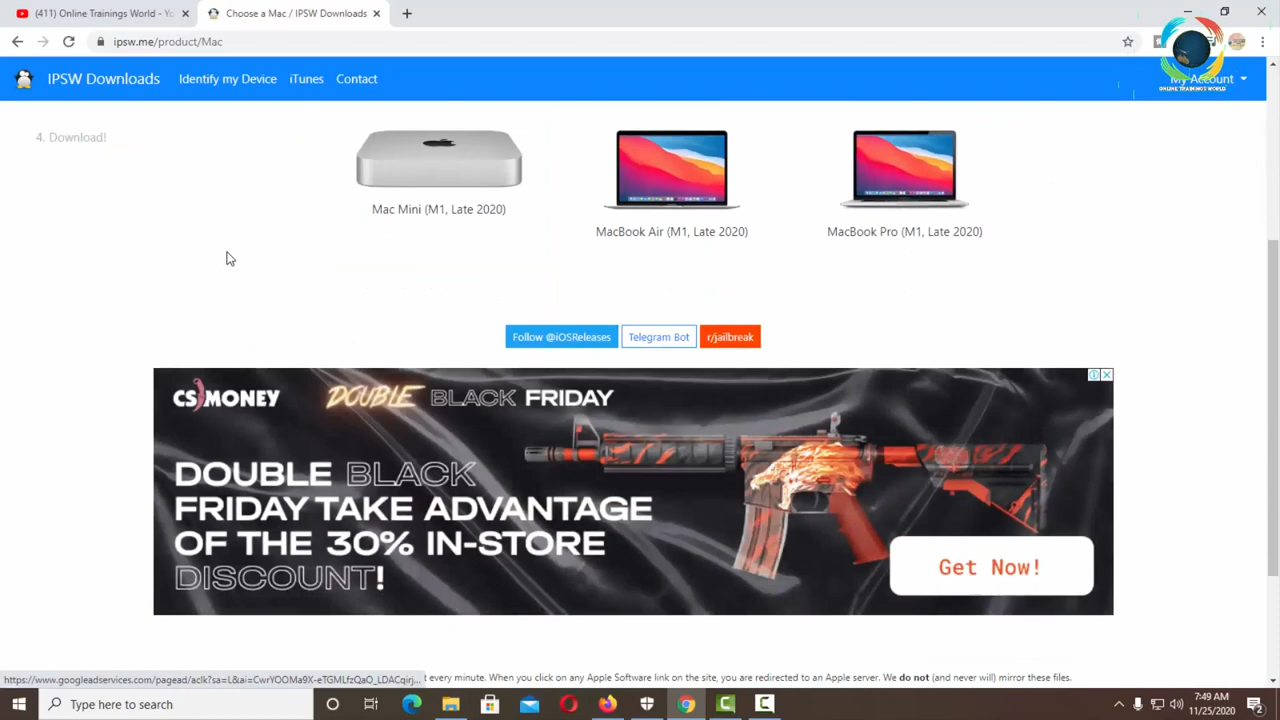 (411) Online Trainings World - Yo
Choose a Mac / IPSW Downloads
ipsw.me/product/Mac
IPSW Downloads
Identify my Device
iTunes
Contact
My Account
ONLINE TRAININGS WORLD
4. Download!
Mac Mini (M1, Late 2020)
MacBook Air (M1, Late 2020)
MacBook Pro (M1, Late 2020)
Follow @iOSReleases
Telegram Bot
r/jailbreak
CS.MONEY
DOUBLE BLACK FRIDAY
DOUBLE BLACK
FRIDAY TAKE ADVANTAGE
OF THE 30% IN-STORE
DISCOUNT!
Get Now!
https://www.googleadservices.com/pagead/aclk?sa=L&ai=CwrYOOMa9X-eTGMLfzQaO_LDACqirj...
t every minute. When you click on any Apple Software link on the site, you are redirected to an Apple server. We do not (and never will) mirror these files.
Type here to search
7:49 AM
11/25/2020
2